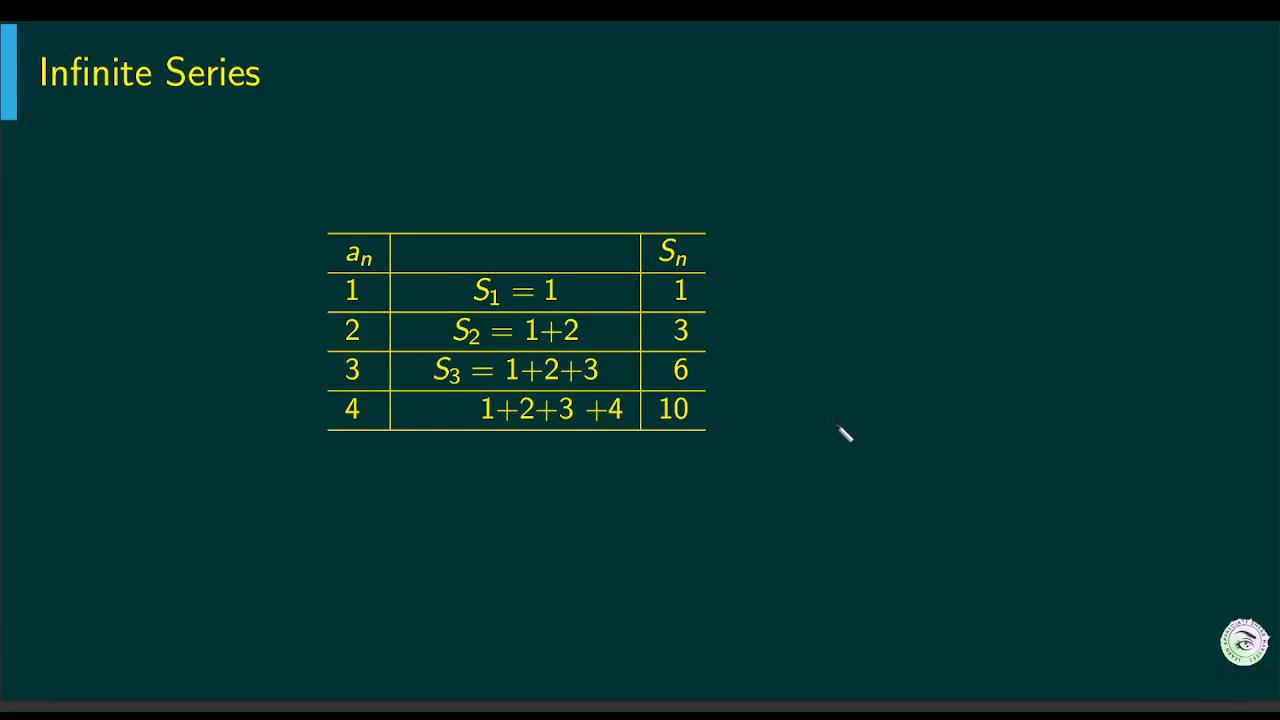 Infinite Series
aₙ Sₙ
1 S₁ = 1 1
2 S₂ = 1+2 3
3 S₃ = 1+2+3 6
4 1+2+3 +4 10